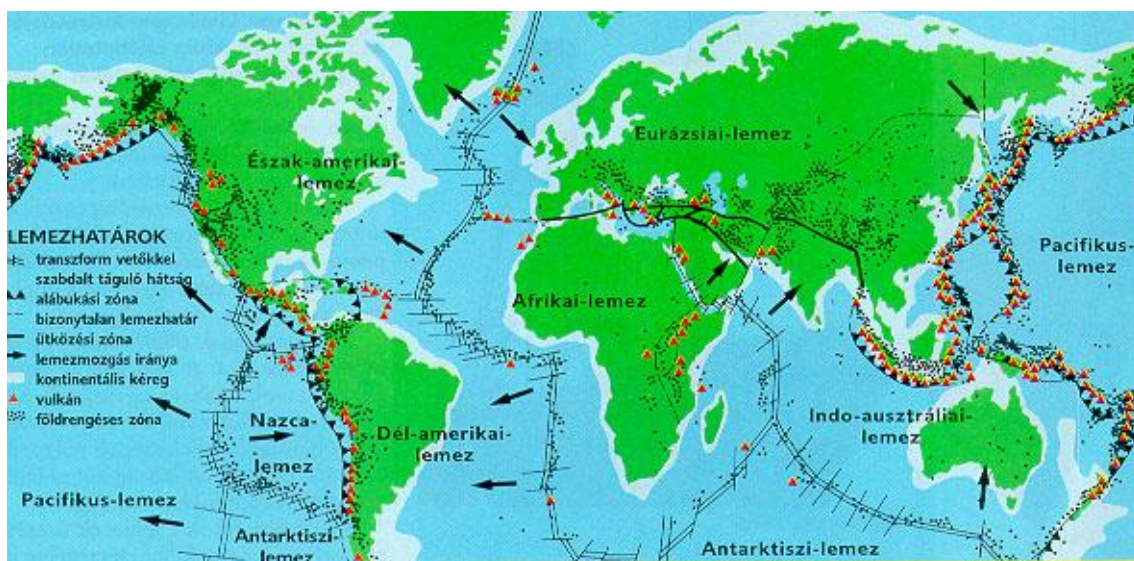 Eurázsiai-lemez
Észak-amerikai-
lemez
LEMEZHATÁROK
transzform vetőkkel
szabdalt táguló hátság
alábukási zóna
bizonytalan lemezhatár
ütközési zóna
lemezmozgás iránya
kontinentális kéreg
vulkán
földrengéses zóna
Pacifikus-
lemez
Afrikai-lemez
Nazca-
lemez
Dél-amerikai-
lemez
Indo-ausztráliai-
lemez
Pacifikus-lemez
Antarktiszi-
lemez
Antarktiszi-lemez